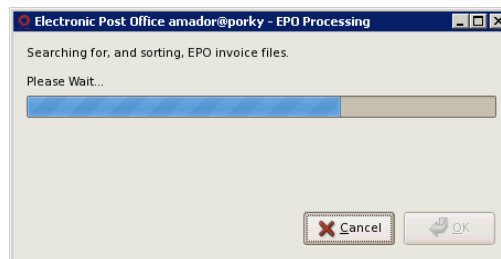 Electronic Post Office amador@porky - EPO Processing
Searching for, and sorting, EPO invoice files.
Please Wait...
Cancel
OK